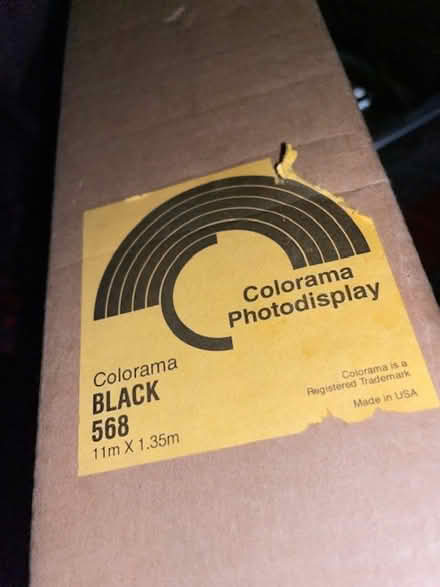 Colorama
Photodisplay
Colorama
BLACK
568
11m X 1.35m
Colorama is a
Registered Trademark
Made in USA